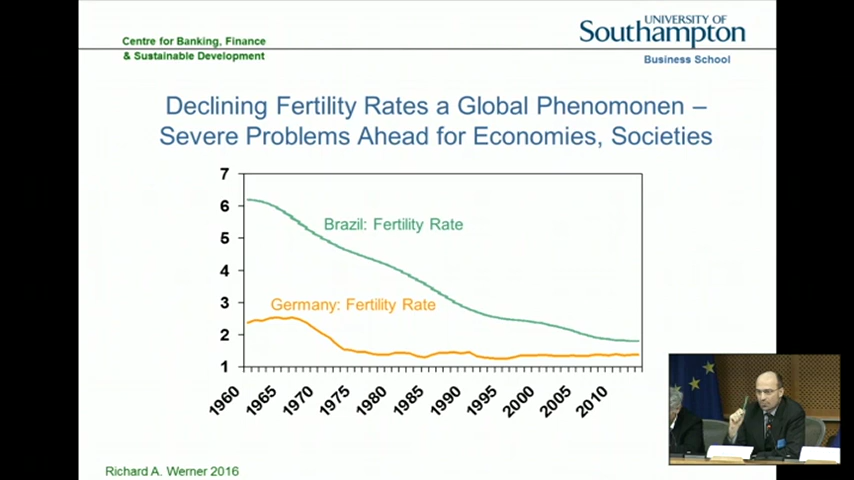 Centre for Banking, Finance
& Sustainable Development
UNIVERSITY OF
Southampton
Business School
Declining Fertility Rates a Global Phenomonen –
Severe Problems Ahead for Economies, Societies
7
6
5
4
3
2
1
Brazil: Fertility Rate
Germany: Fertility Rate
1960
1965
1970
1975
1980
1985
1990
1995
2000
2005
2010
Richard A. Werner 2016